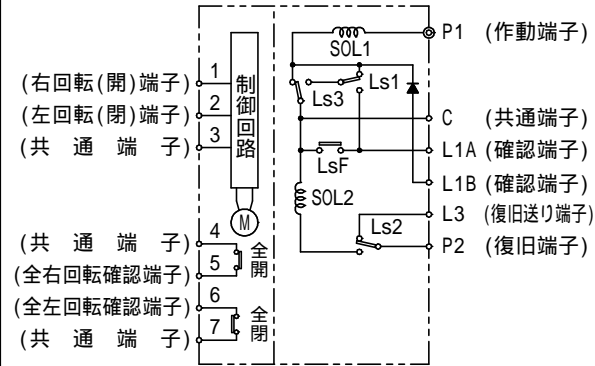 SOL1
P1 (作動端子)
(右回転(開)端子) 1
(左回転(閉)端子) 2
(共通端子) 3
制御回路
Ls3
Ls1
C (共通端子)
LsF
L1A (確認端子)
L1B (確認端子)
SOL2
M
Ls2
L3 (復旧送り端子)
P2 (復旧端子)
(共通端子) 4
(全右回転確認端子) 5
全開
(全左回転確認端子) 6
(共通端子) 7
全閉